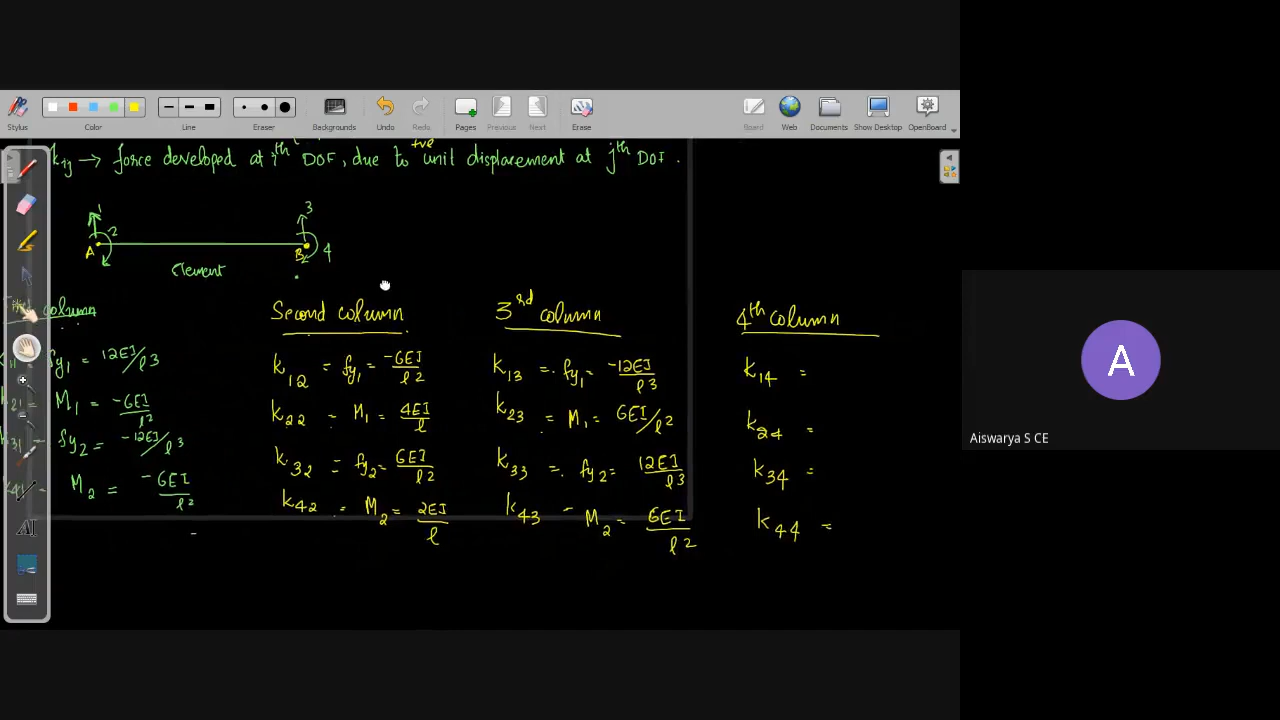 Stylus
Color
Line
Eraser
Backgrounds
Undo
Redo
Pages
Previous
Next
Erase
Board
Web
Documents
Show Desktop
OpenBoard
kij → force developed at ith DOF, due to +ve unit displacement at jth DOF.
1
2
3
4
A
B
Element
column
fy1 = 12EI/l3
M1 = -6EI/l2
fy2 = -12EI/l3
M2 = -6EI/l2
Second column
k12 = fy1 = -6EI/l2
k22 = M1 = 4EI/l
k32 = fy2 = 6EI/l2
k42 = M2 = 2EI/l
3rd column
k13 = fy1 = -12EI/l3
k23 = M1 = 6EI/l2
k33 = fy2 = 12EI/l3
k43 = M2 = 6EI/l2
4th column
k14 =
k24 =
k34 =
k44 =
A
Aiswarya S CE